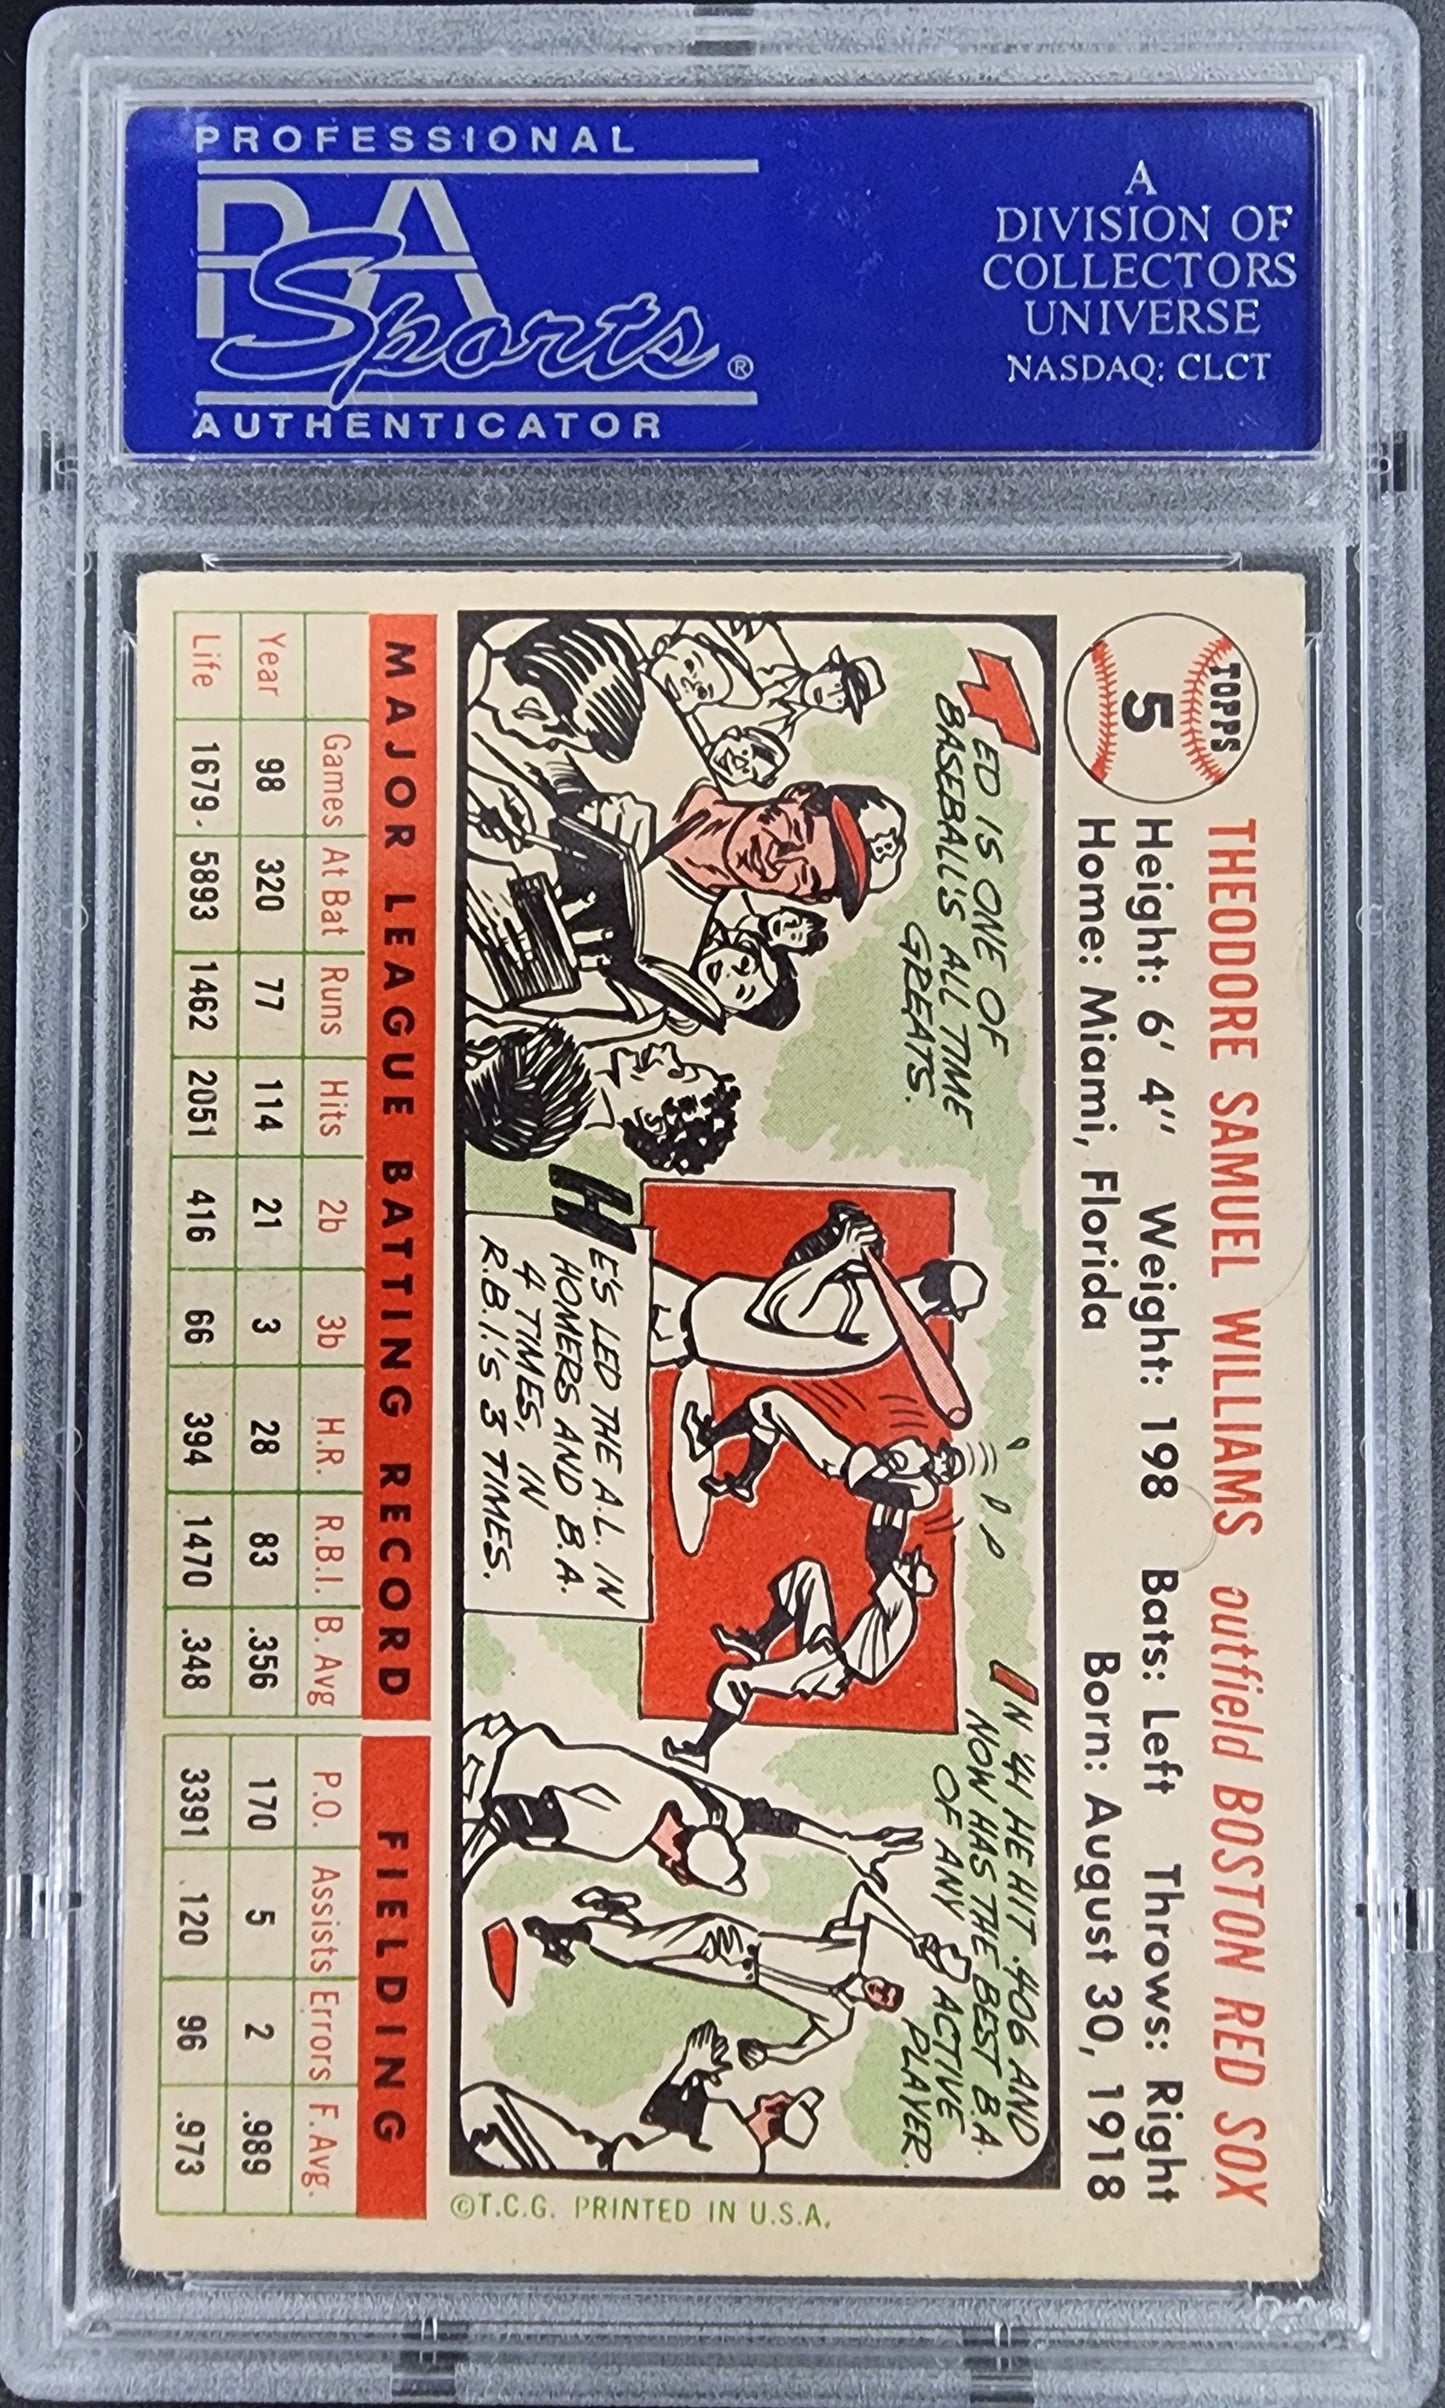 PROFESSIONAL
PSA
Sports®
AUTHENTICATOR
A
DIVISION OF
COLLECTORS
UNIVERSE
NASDAQ: CLCT
TOPPS
5
THEODORE SAMUEL WILLIAMS outfield BOSTON RED SOX
Height: 6' 4" Weight: 198 Bats: Left Throws: Right
Home: Miami, Florida Born: August 30, 1918
TED IS ONE OF
BASEBALL'S ALL TIME
GREATS.
HE'S LED THE A.L. IN
HOMERS AND B.A.
4 TIMES, IN
R.B.I.'S 3 TIMES.
IN '41 HE HIT .406 AND
NOW HAS THE BEST B.A.
OF ANY ACTIVE
PLAYER.
MAJOR LEAGUE BATTING RECORD FIELDING
Games At Bat Runs Hits 2b 3b H.R. R.B.I. B. Avg P.O. Assists Errors F. Avg.
Year 98 320 77 114 21 3 28 83 .356 170 5 2 .989
Life 1679 5893 1462 2051 416 66 394 1470 .348 3391 120 96 .973
©T.C.G. PRINTED IN U.S.A.